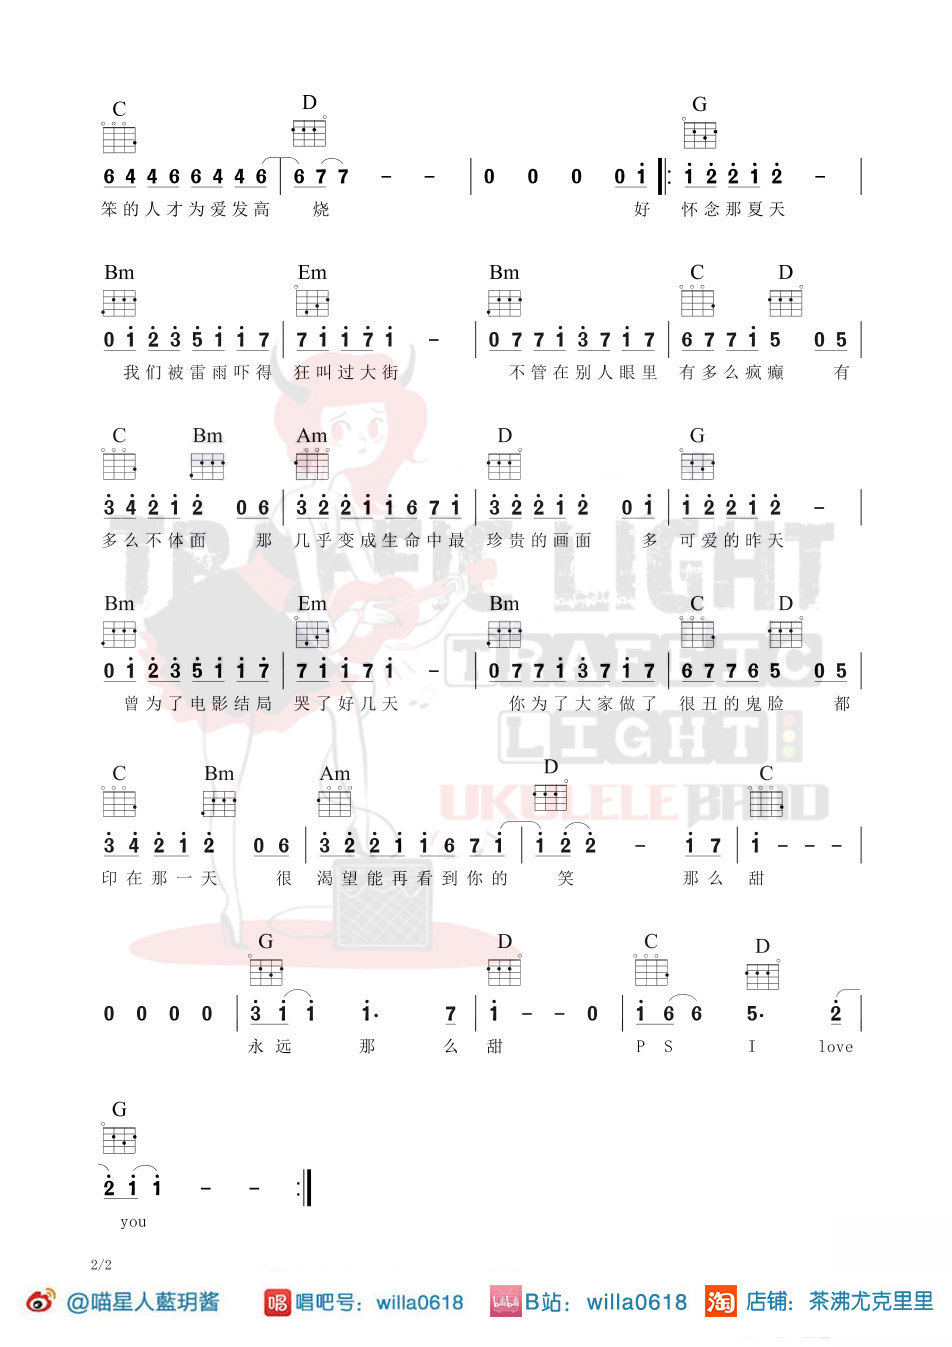 C D G
6 4 4 6 6 4 4 6 6 7 7 - - 0 0 0 0 1 1 2 2 1 2 -
笨的人才为爱发高 烧 好 怀念那夏天
Bm Em Bm C D
0 1 2 3 5 1 1 7 7 1 1 7 1 - 0 7 7 1 3 7 1 7 6 7 7 1 5 0 5
我们被雷雨吓得 狂叫过大街 不管在别人眼里 有多么疯癫 有
C Bm Am D G
3 4 2 1 2 0 6 3 2 2 1 1 6 7 1 3 2 2 1 2 0 1 1 2 2 1 2 -
多么不体面 那 几乎变成生命中最 珍贵的画面 多 可爱的昨天
TRAFFIC LIGHT
Bm Em Bm C D
TRAFFIC
0 1 2 3 5 1 1 7 7 1 1 7 1 - 0 7 7 1 3 7 1 7 6 7 7 6 5 0 5
曾为了电影结局 哭了好几天 你为了大家做了 很丑的鬼脸 都
LIGHT
C Bm Am D C
UKULELE BAND
3 4 2 1 2 0 6 3 2 2 1 1 6 7 1 1 2 2 - 1 7 1 - - -
印在那一天 很 渴望能再看到你的 笑 那么 甜
G D C D
0 0 0 0 3 1 1 1· 7 1 - - 0 1 6 6 5· 2
永远 那 么 甜 P S I love
G
2 1 1 - -
you
2/2
@喵星人藍玥酱 唱 唱吧号：willa0618 bilibili B站：willa0618 淘 店铺：茶沸尤克里里